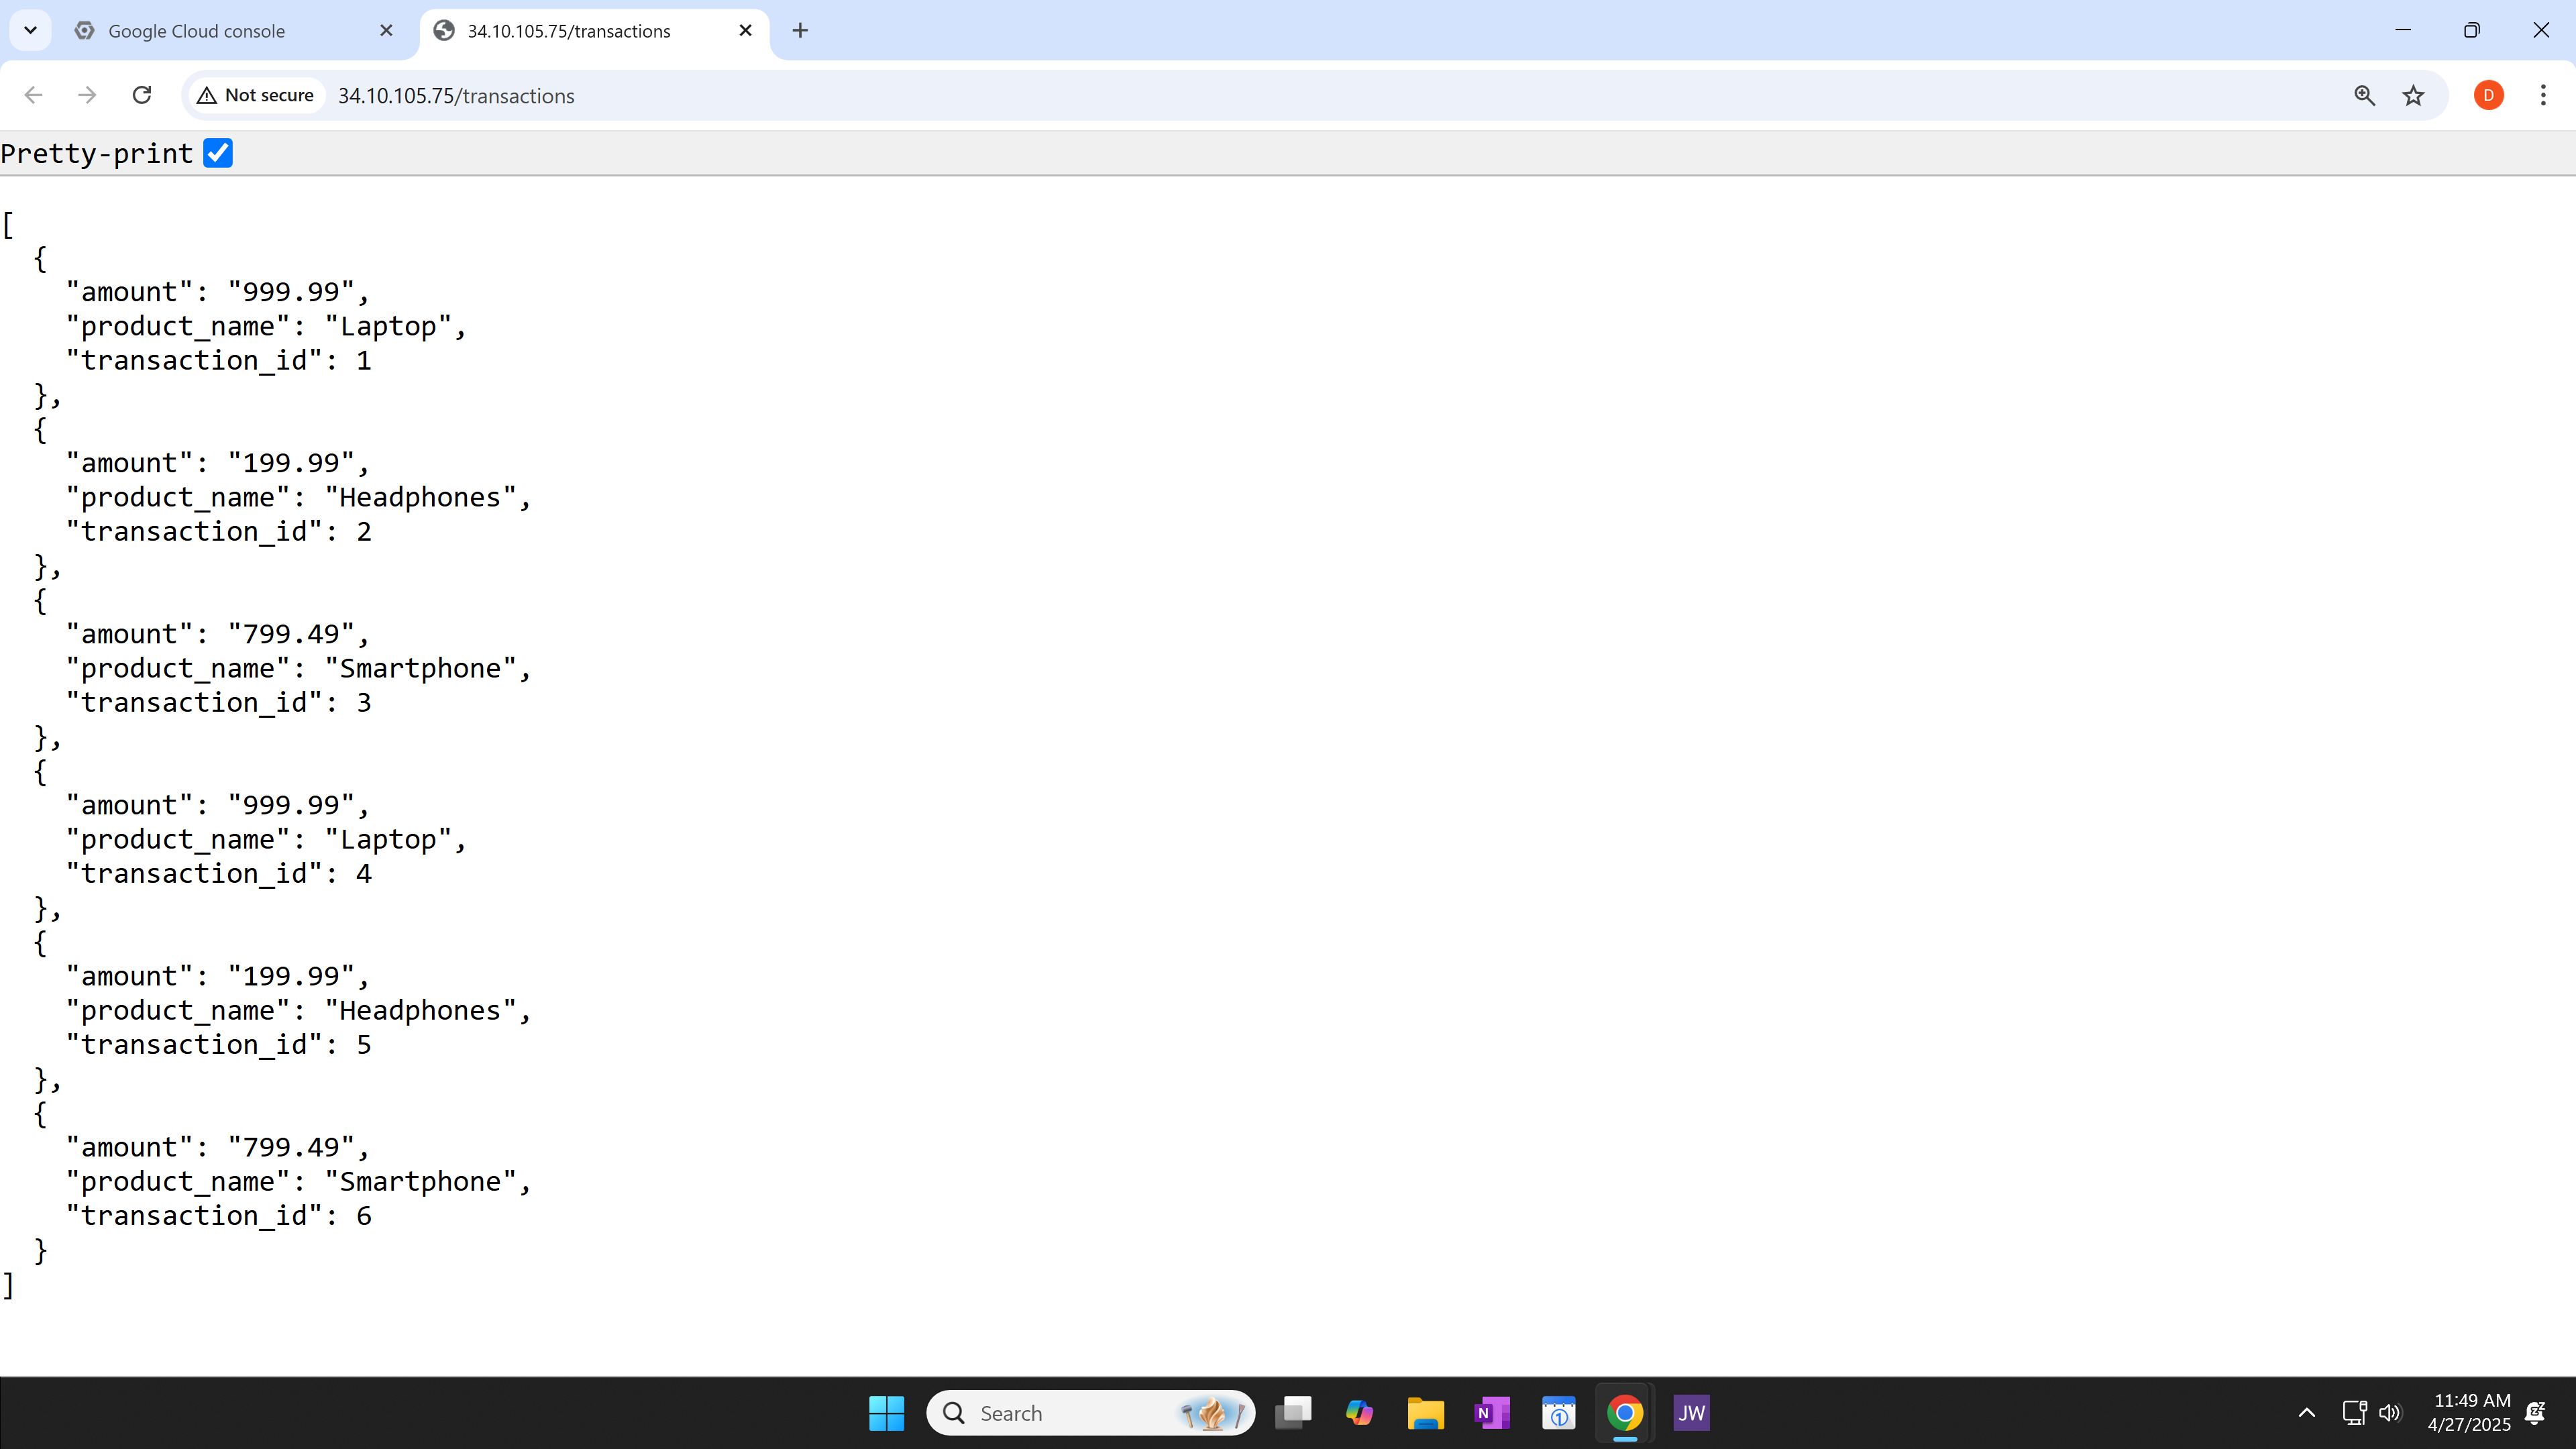 Google Cloud console
34.10.105.75/transactions
Not secure
34.10.105.75/transactions
D
Pretty-print
[
  {
    "amount": "999.99",
    "product_name": "Laptop",
    "transaction_id": 1
  },
  {
    "amount": "199.99",
    "product_name": "Headphones",
    "transaction_id": 2
  },
  {
    "amount": "799.49",
    "product_name": "Smartphone",
    "transaction_id": 3
  },
  {
    "amount": "999.99",
    "product_name": "Laptop",
    "transaction_id": 4
  },
  {
    "amount": "199.99",
    "product_name": "Headphones",
    "transaction_id": 5
  },
  {
    "amount": "799.49",
    "product_name": "Smartphone",
    "transaction_id": 6
  }
]
Search
N
1
JW
11:49 AM
4/27/2025